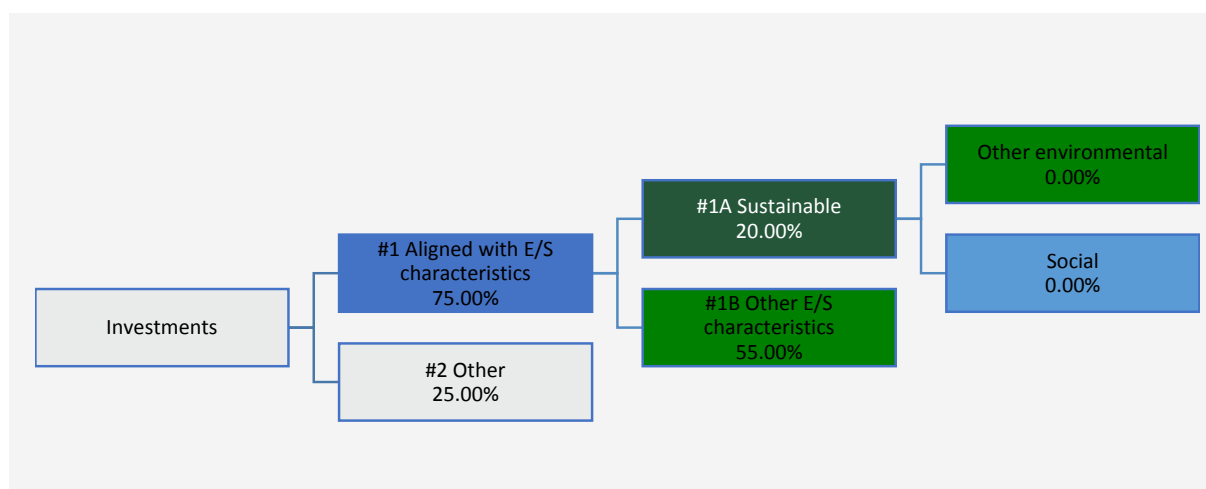 Investments
#1 Aligned with E/S
characteristics
75.00%
#2 Other
25.00%
#1A Sustainable
20.00%
#1B Other E/S
characteristics
55.00%
Other environmental
0.00%
Social
0.00%